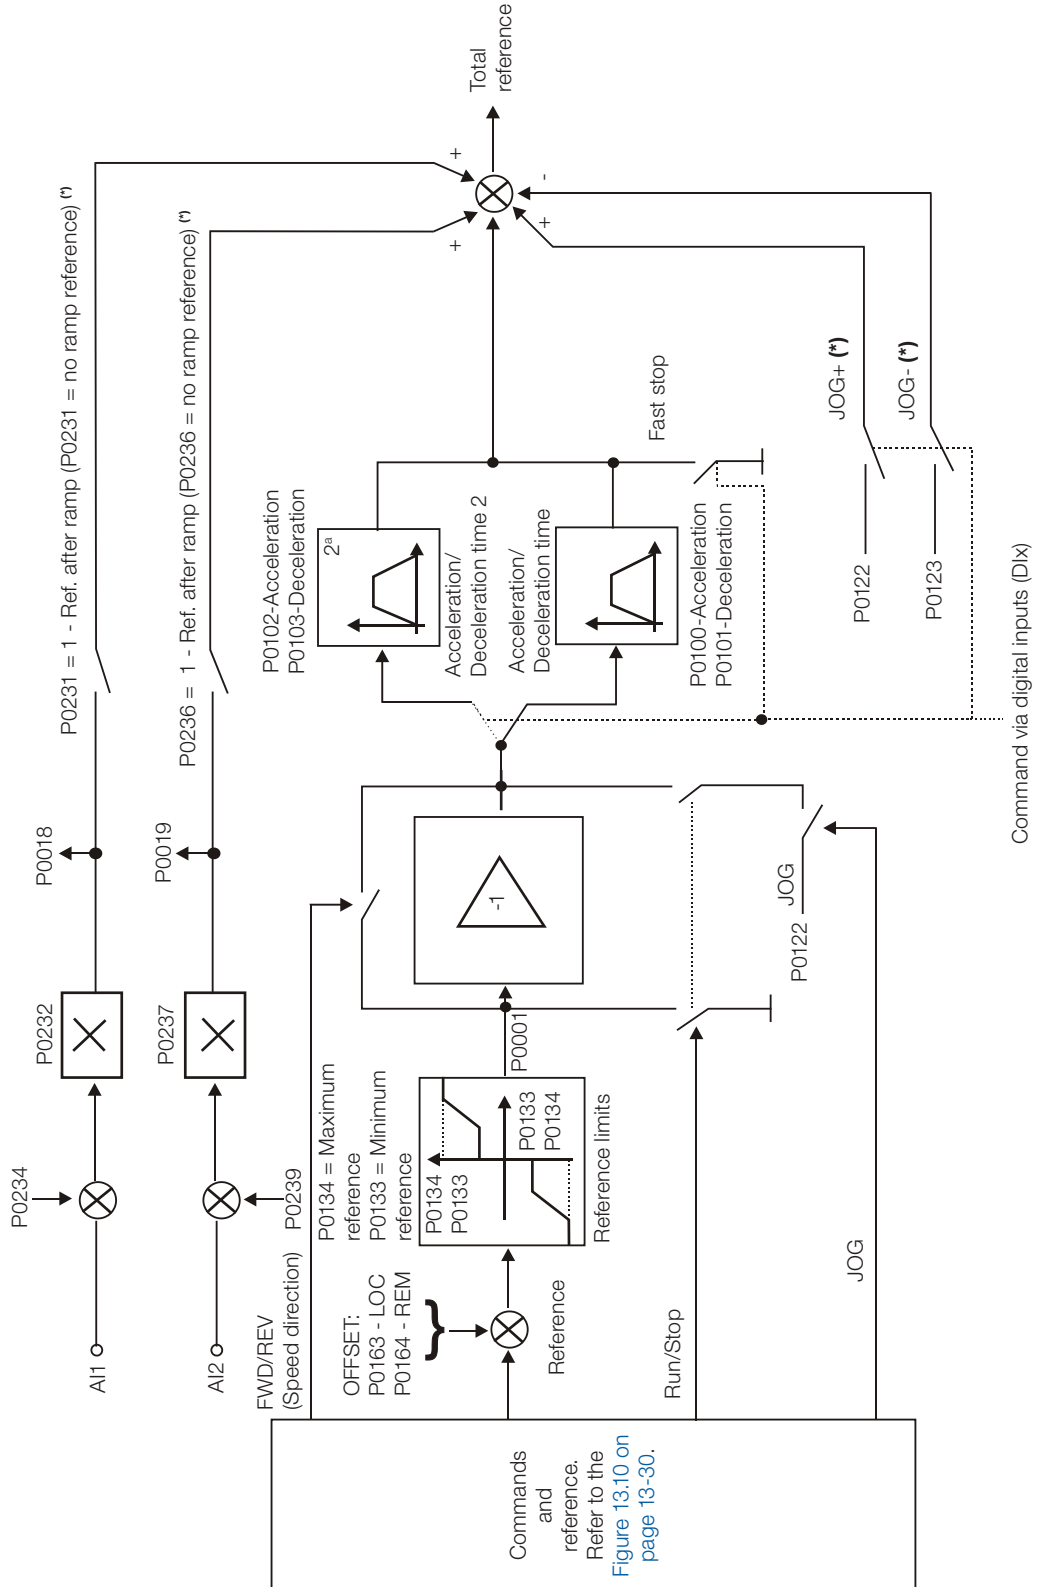 AI1
P0234
P0232
P0018
P0231 = 1 - Ref. after ramp (P0231 = no ramp reference) (*)
AI2
P0239
P0237
P0019
P0236 = 1 - Ref. after ramp (P0236 = no ramp reference) (*)
FWD/REV
(Speed direction)
P0134 = Maximum
reference
P0133 = Minimum
reference
OFFSET:
P0163 - LOC
P0164 - REM
}
Reference
P0134
P0133
P0133
P0134
Reference limits
P0001
-1
P0102-Acceleration
P0103-Deceleration
2ª
Acceleration/
Deceleration time 2
Acceleration/
Deceleration time
P0100-Acceleration
P0101-Deceleration
Fast stop
+
+
+
-
Total
reference
Commands
and
reference.
Refer to the
Figure 13.10 on
page 13-30.
Run/Stop
JOG
P0122
JOG
P0122
JOG+ (*)
P0123
JOG- (*)
Command via digital inputs (DIx)